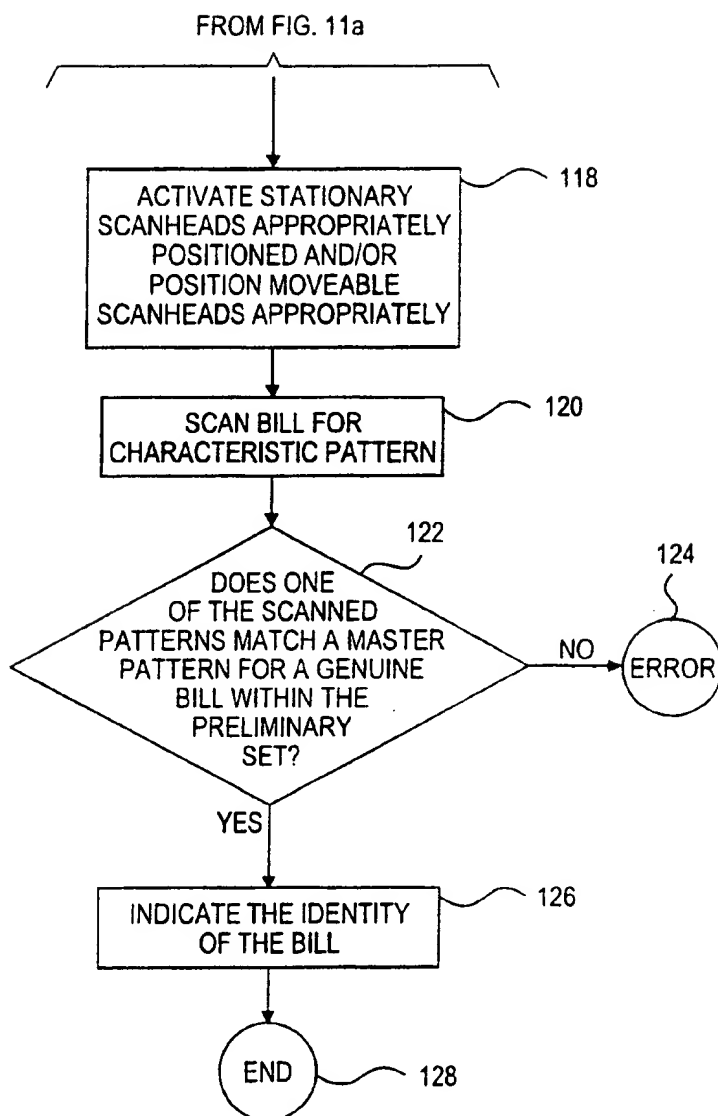 FROM FIG. 11a
118
ACTIVATE STATIONARY
SCANHEADS APPROPRIATELY
POSITIONED AND/OR
POSITION MOVEABLE
SCANHEADS APPROPRIATELY
120
SCAN BILL FOR
CHARACTERISTIC PATTERN
122
DOES ONE
OF THE SCANNED
PATTERNS MATCH A MASTER
PATTERN FOR A GENUINE
BILL WITHIN THE
PRELIMINARY
SET?
NO
124
ERROR
YES
126
INDICATE THE IDENTITY
OF THE BILL
END
128